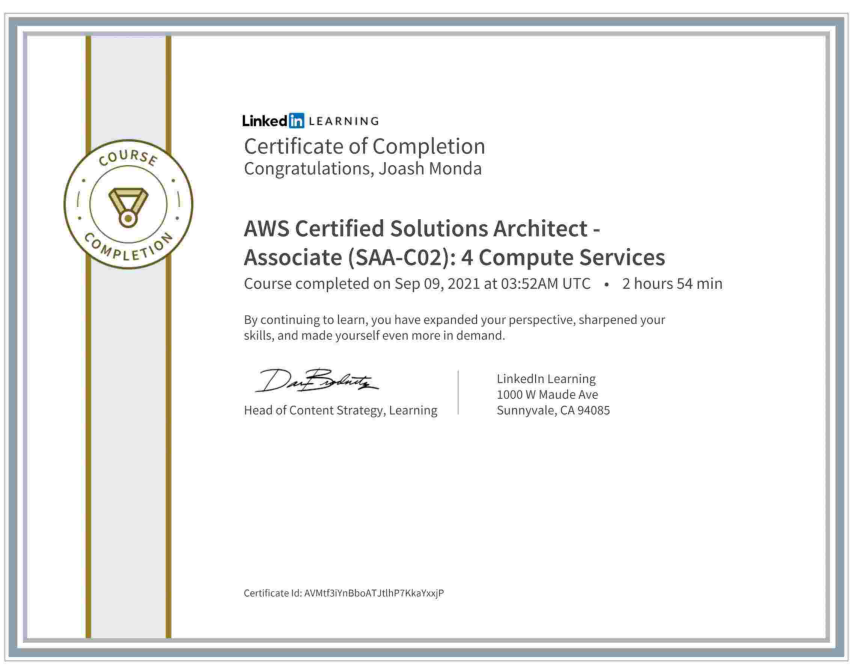 COURSE
COMPLETION
Linked in LEARNING
Certificate of Completion
Congratulations, Joash Monda
AWS Certified Solutions Architect -
Associate (SAA-C02): 4 Compute Services
Course completed on Sep 09, 2021 at 03:52AM UTC • 2 hours 54 min
By continuing to learn, you have expanded your perspective, sharpened your
skills, and made yourself even more in demand.
Head of Content Strategy, Learning
LinkedIn Learning
1000 W Maude Ave
Sunnyvale, CA 94085
Certificate Id: AVMtf3iYnBboATJtlhP7KkaYxxjP